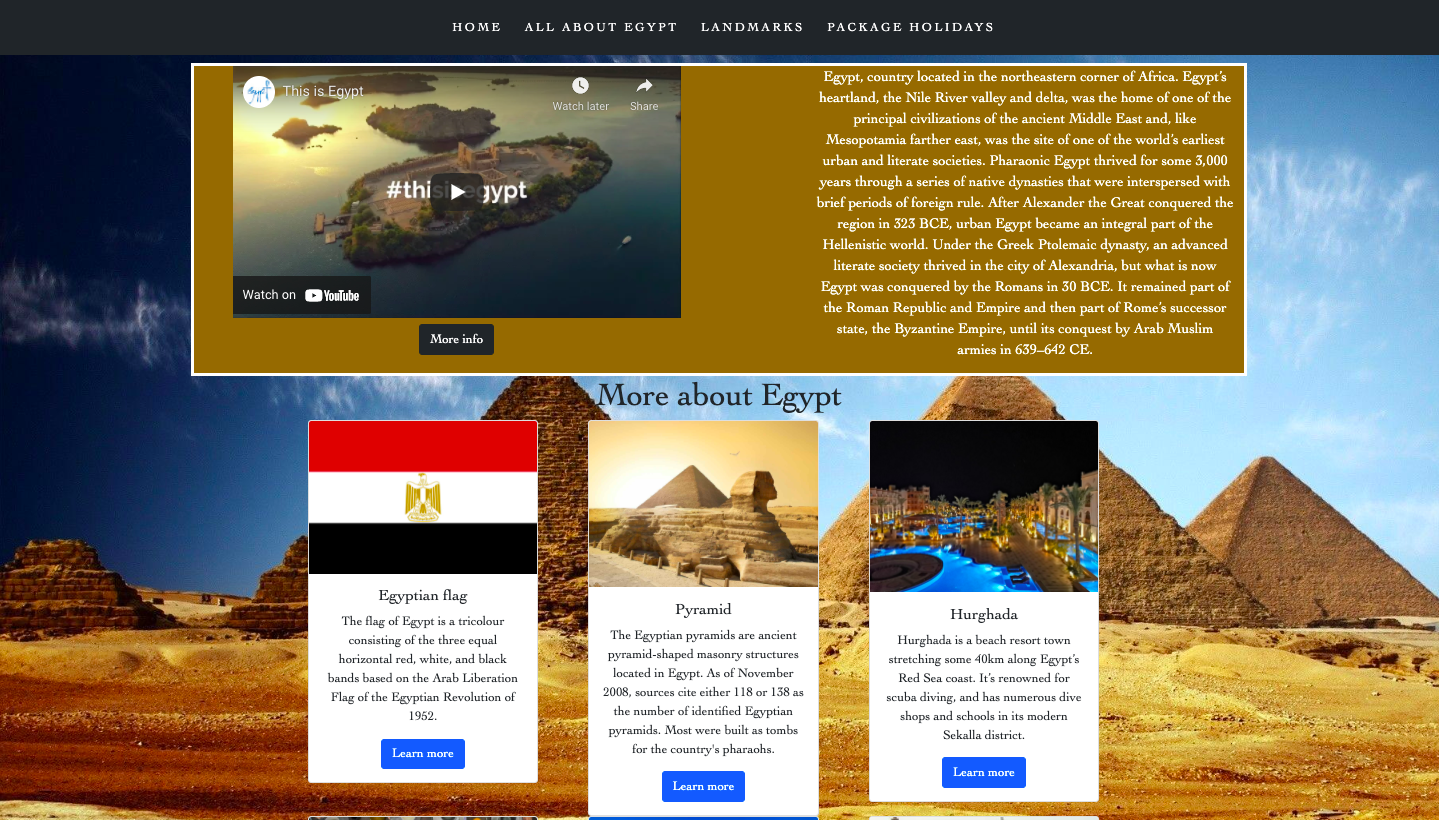 HOME ALL ABOUT EGYPT LANDMARKS PACKAGE HOLIDAYS
This is Egypt
Watch later
Share
#thisisegypt
Watch on YouTube
More info
Egypt, country located in the northeastern corner of Africa. Egypt’s
heartland, the Nile River valley and delta, was the home of one of the
principal civilizations of the ancient Middle East and, like
Mesopotamia farther east, was the site of one of the world’s earliest
urban and literate societies. Pharaonic Egypt thrived for some 3,000
years through a series of native dynasties that were interspersed with
brief periods of foreign rule. After Alexander the Great conquered the
region in 323 BCE, urban Egypt became an integral part of the
Hellenistic world. Under the Greek Ptolemaic dynasty, an advanced
literate society thrived in the city of Alexandria, but what is now
Egypt was conquered by the Romans in 30 BCE. It remained part of
the Roman Republic and Empire and then part of Rome’s successor
state, the Byzantine Empire, until its conquest by Arab Muslim
armies in 639–642 CE.
More about Egypt
Egyptian flag
The flag of Egypt is a tricolour
consisting of the three equal
horizontal red, white, and black
bands based on the Arab Liberation
Flag of the Egyptian Revolution of
1952.
Learn more
Pyramid
The Egyptian pyramids are ancient
pyramid-shaped masonry structures
located in Egypt. As of November
2008, sources cite either 118 or 138 as
the number of identified Egyptian
pyramids. Most were built as tombs
for the country's pharaohs.
Learn more
Hurghada
Hurghada is a beach resort town
stretching some 40km along Egypt’s
Red Sea coast. It’s renowned for
scuba diving, and has numerous dive
shops and schools in its modern
Sekalla district.
Learn more